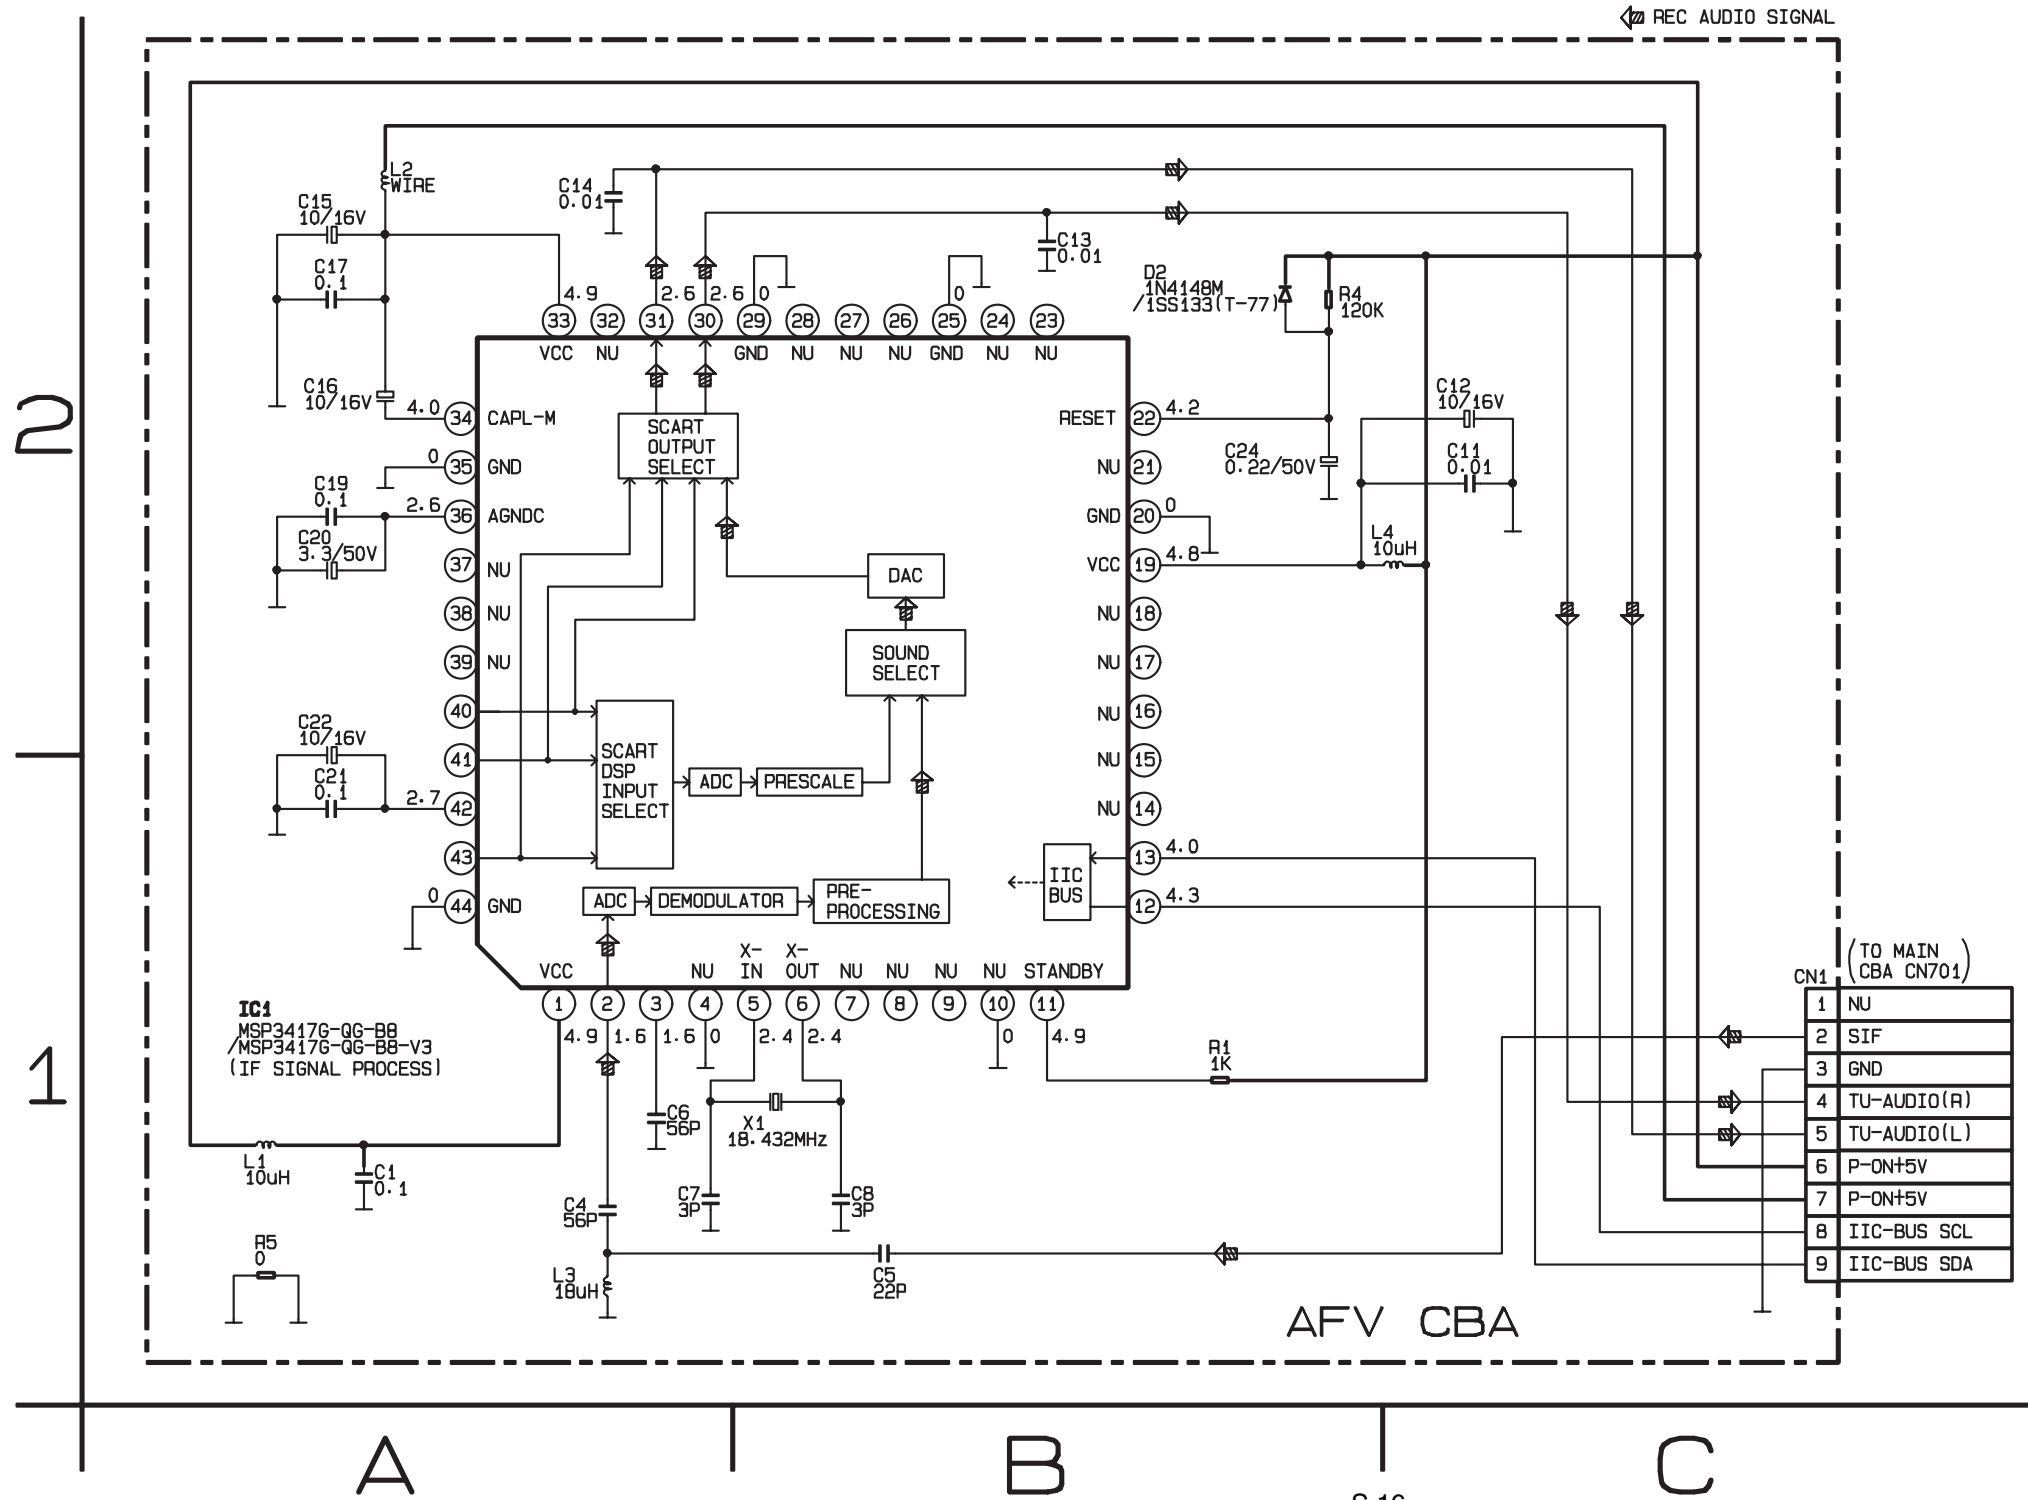 REC AUDIO SIGNAL
L2
WIRE
C15
10/16V
C17
0.1
C14
0.01
C13
0.01
D2
1N4148M
/1SS133(T-77)
R4
120K
4.9
2.6
2.6
0
0
33 32 31 30 29 28 27 26 25 24 23
VCC NU GND NU NU NU GND NU NU
C16
10/16V
4.0
34
CAPL-M
0
35
GND
C19
0.1
2.6
36
AGNDC
C20
3.3/50V
37
NU
38
NU
39
NU
40
C22
10/16V
41
C21
0.1
2.7
42
43
0
44
GND
SCART
OUTPUT
SELECT
DAC
SOUND
SELECT
SCART
DSP
INPUT
SELECT
ADC
PRESCALE
ADC
DEMODULATOR
PRE-
PROCESSING
IIC
BUS
RESET
22
4.2
NU
21
GND
20
0
VCC
19
4.8
NU
18
NU
17
NU
16
NU
15
NU
14
13
4.0
12
4.3
C24
0.22/50V
C12
10/16V
C11
0.01
L4
10uH
VCC
NU
X-
IN
X-
OUT
NU
NU
NU
NU
STANDBY
1 2 3 4 5 6 7 8 9 10 11
4.9
1.6
1.6
0
2.4
2.4
0
4.9
IC1
/MSP3417G-QG-B8
/MSP3417G-QG-B8-V3
(IF SIGNAL PROCESS)
R1
1K
C6
56P
X1
18.432MHz
L1
10uH
C1
0.1
C4
56P
C7
3P
C8
3P
R5
0
L3
18uH
C5
22P
AFV CBA
(TO MAIN
CBA CN701)
CN1
1 NU
2 SIF
3 GND
4 TU-AUDIO(R)
5 TU-AUDIO(L)
6 P-ON+5V
7 P-ON+5V
8 IIC-BUS SCL
9 IIC-BUS SDA
2
1
A
B
C